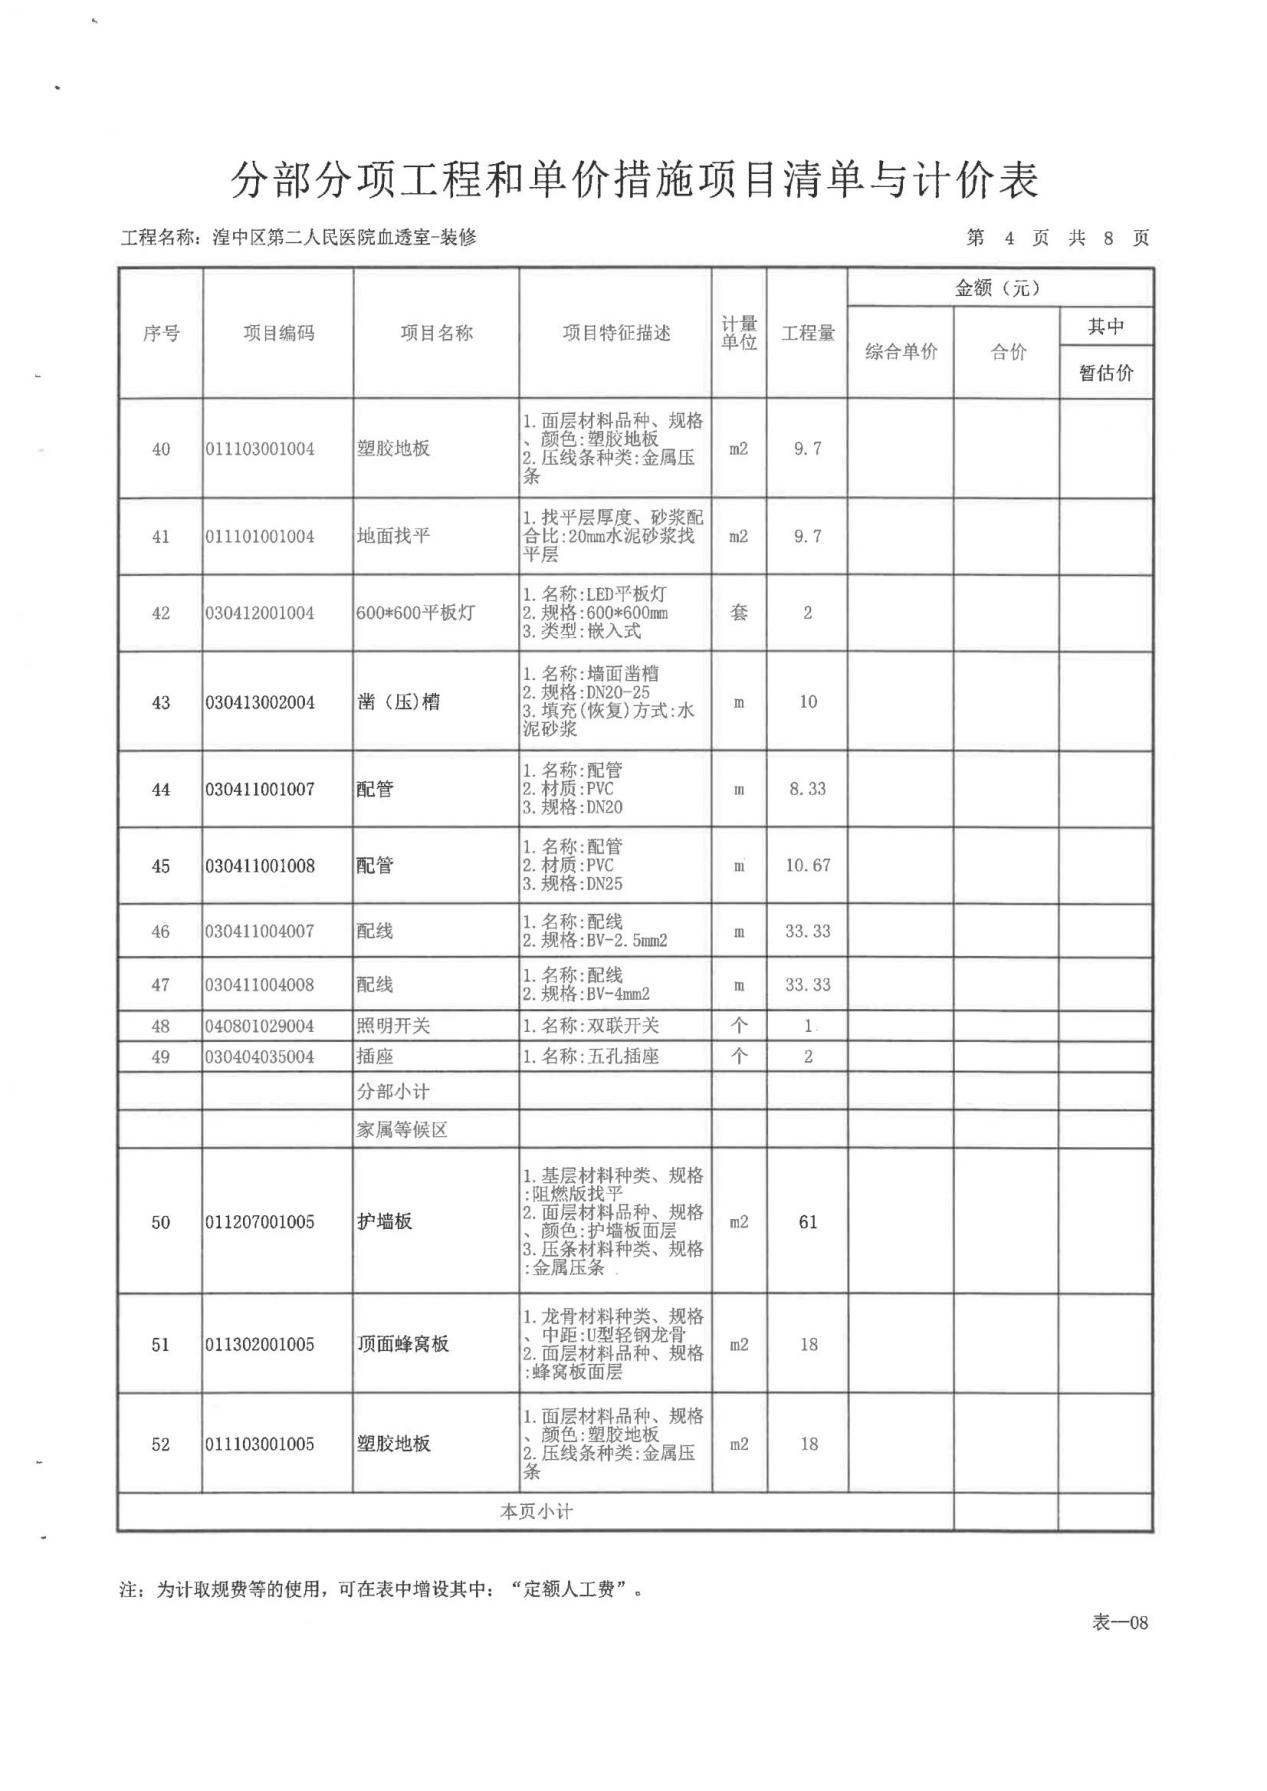 分部分项工程和单价措施项目清单与计价表
工程名称：湟中区第二人民医院血透室-装修
第 4 页 共 8 页
序号 项目编码 项目名称 项目特征描述 计量单位 工程量 金额（元）
综合单价 合价 其中
暂估价
40 011103001004 塑胶地板 1. 面层材料品种、规格
、颜色:塑胶地板
2. 压线条种类:金属压
条 m2 9.7
41 011101001004 地面找平 1. 找平层厚度、砂浆配
合比:20mm水泥砂浆找
平层 m2 9.7
42 030412001004 600*600平板灯 1. 名称:LED平板灯
2. 规格:600*600mm
3. 类型:嵌入式 套 2
43 030413002004 凿（压)槽 1. 名称:墙面凿槽
2. 规格:DN20-25
3. 填充(恢复)方式:水
泥砂浆 m 10
44 030411001007 配管 1. 名称:配管
2. 材质:PVC
3. 规格:DN20 m 8.33
45 030411001008 配管 1. 名称:配管
2. 材质:PVC
3. 规格:DN25 m 10.67
46 030411004007 配线 1. 名称:配线
2. 规格:BV-2.5mm2 m 33.33
47 030411004008 配线 1. 名称:配线
2. 规格:BV-4mm2 m 33.33
48 040801029004 照明开关 1. 名称:双联开关 个 1
49 030404035004 插座 1. 名称:五孔插座 个 2
分部小计
家属等候区
50 011207001005 护墙板 1. 基层材料种类、规格
:阻燃版找平
2. 面层材料品种、规格
、颜色:护墙板面层
3. 压条材料种类、规格
:金属压条 m2 61
51 011302001005 顶面蜂窝板 1. 龙骨材料种类、规格
、中距:U型轻钢龙骨
2. 面层材料品种、规格
:蜂窝板面层 m2 18
52 011103001005 塑胶地板 1. 面层材料品种、规格
、颜色:塑胶地板
2. 压线条种类:金属压
条 m2 18
本页小计
注：为计取规费等的使用，可在表中增设其中：“定额人工费”。
表—08